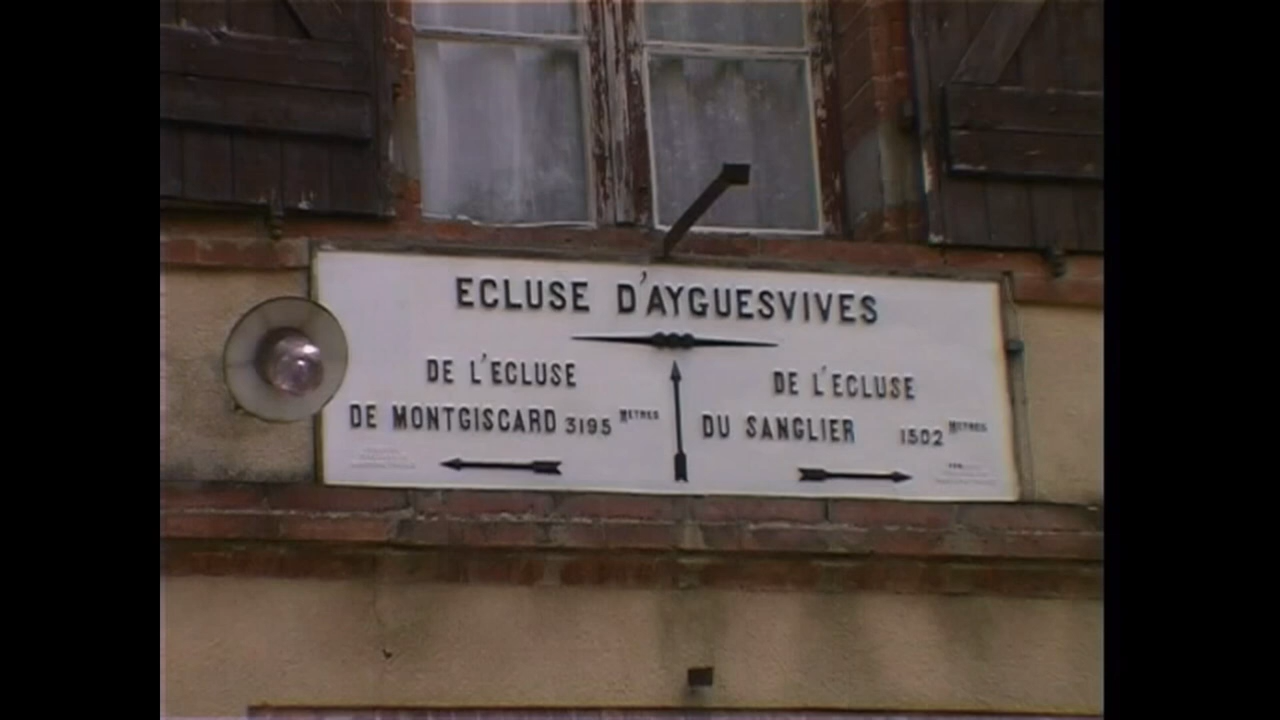 ECLUSE D'AYGUESVIVES
DE L'ECLUSE
DE MONTGISCARD 3195 METRES
DE L'ECLUSE
DU SANGLIER 1502 METRES